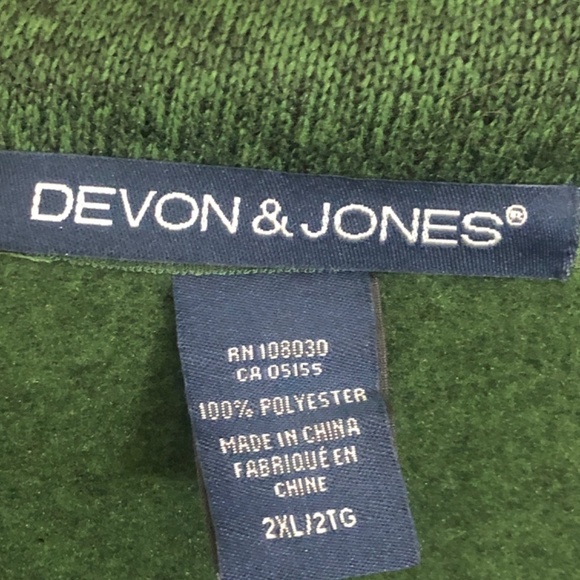 DEVON & JONES®
RN 108030
CA 05155
100% POLYESTER
MADE IN CHINA
FABRIQUÉ EN
CHINE
2XL/2TG